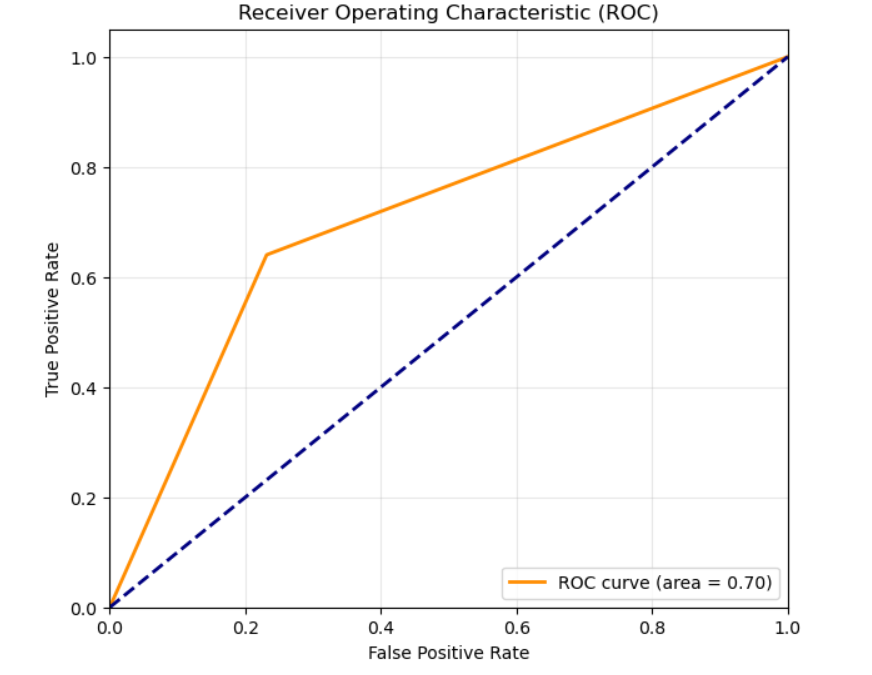 Receiver Operating Characteristic (ROC)
1.0
0.8
0.6
0.4
0.2
0.0
True Positive Rate
ROC curve (area = 0.70)
0.0 0.2 0.4 0.6 0.8 1.0
False Positive Rate